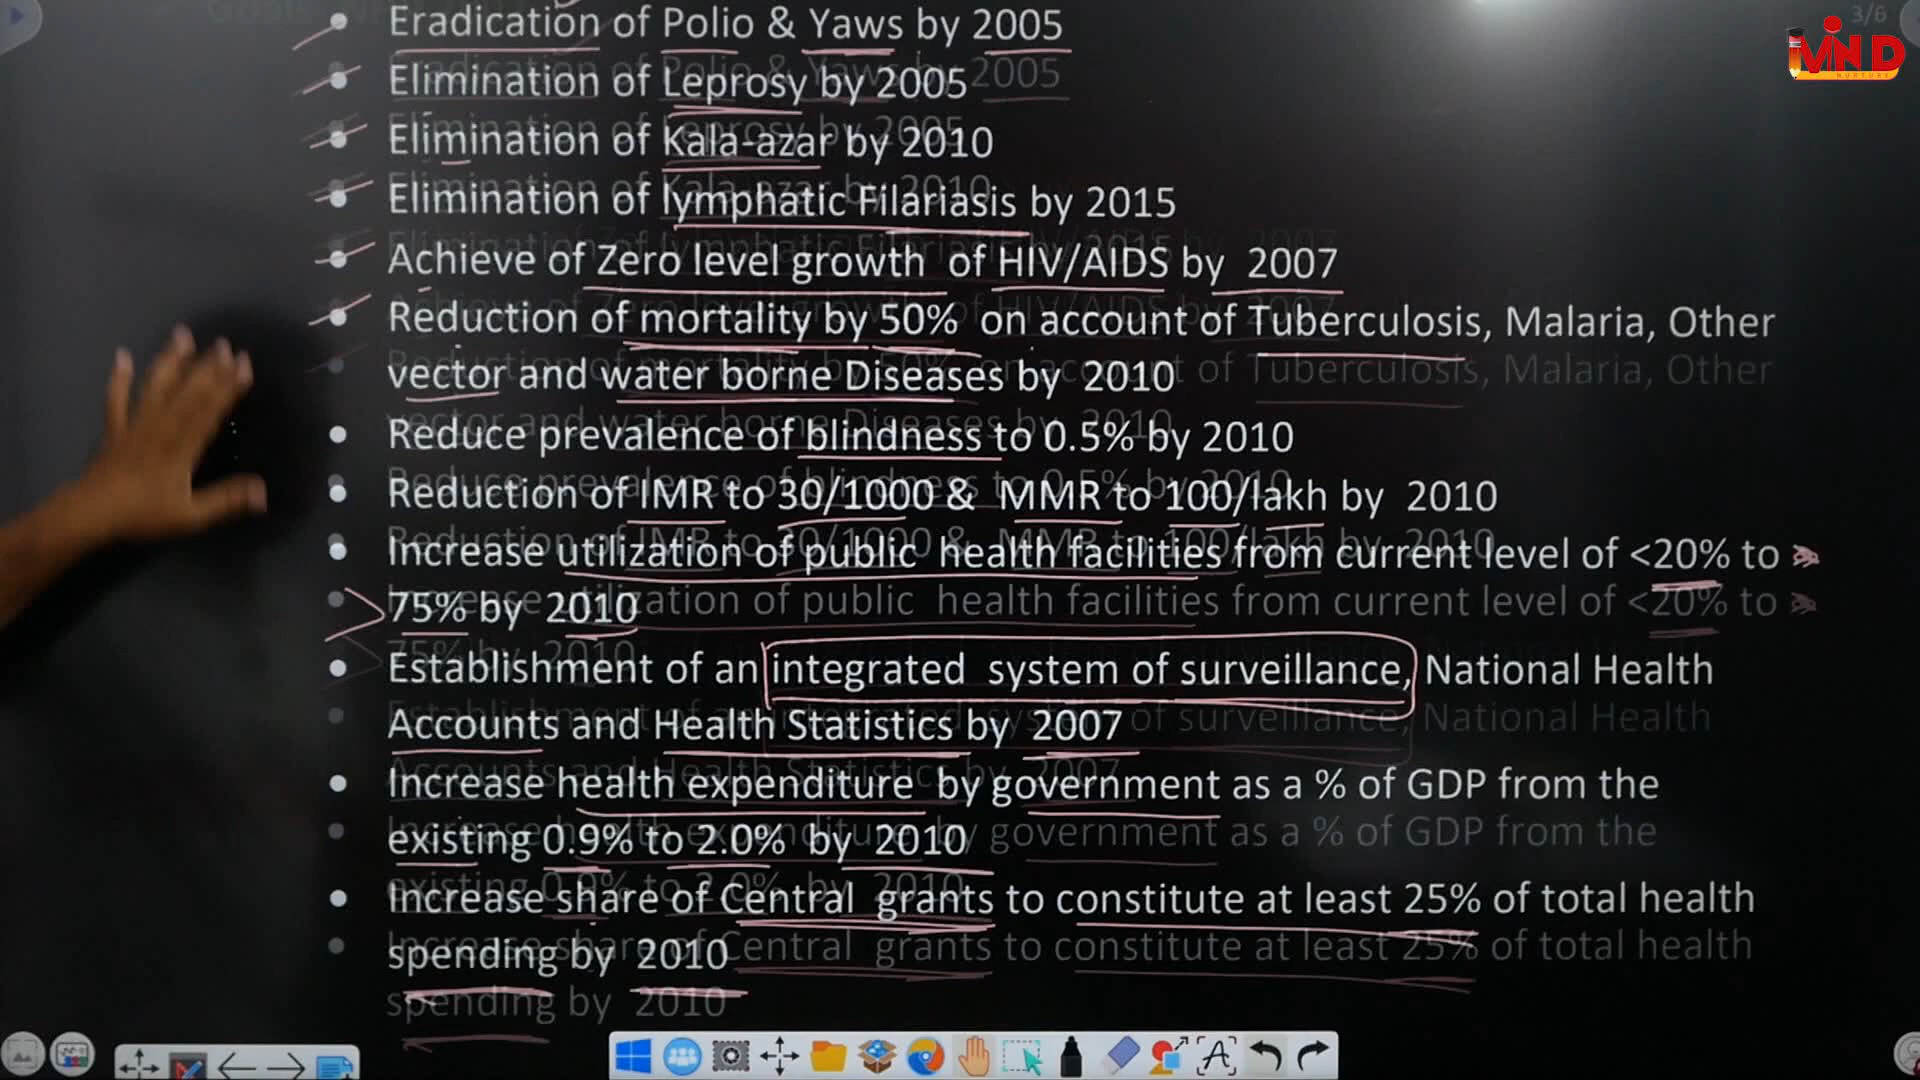 3/6
MIND
NURTURE
Eradication of Polio & Yaws by 2005
Elimination of Leprosy by 2005
Elimination of Kala-azar by 2010
Elimination of lymphatic Filariasis by 2015
Achieve of Zero level growth of HIV/AIDS by 2007
Reduction of mortality by 50% on account of Tuberculosis, Malaria, Other
vector and water borne Diseases by 2010
Reduce prevalence of blindness to 0.5% by 2010
Reduction of IMR to 30/1000 & MMR to 100/lakh by 2010
Increase utilization of public health facilities from current level of <20% to >
75% by 2010
Establishment of an integrated system of surveillance, National Health
Accounts and Health Statistics by 2007
Increase health expenditure by government as a % of GDP from the
existing 0.9% to 2.0% by 2010
Increase share of Central grants to constitute at least 25% of total health
spending by 2010